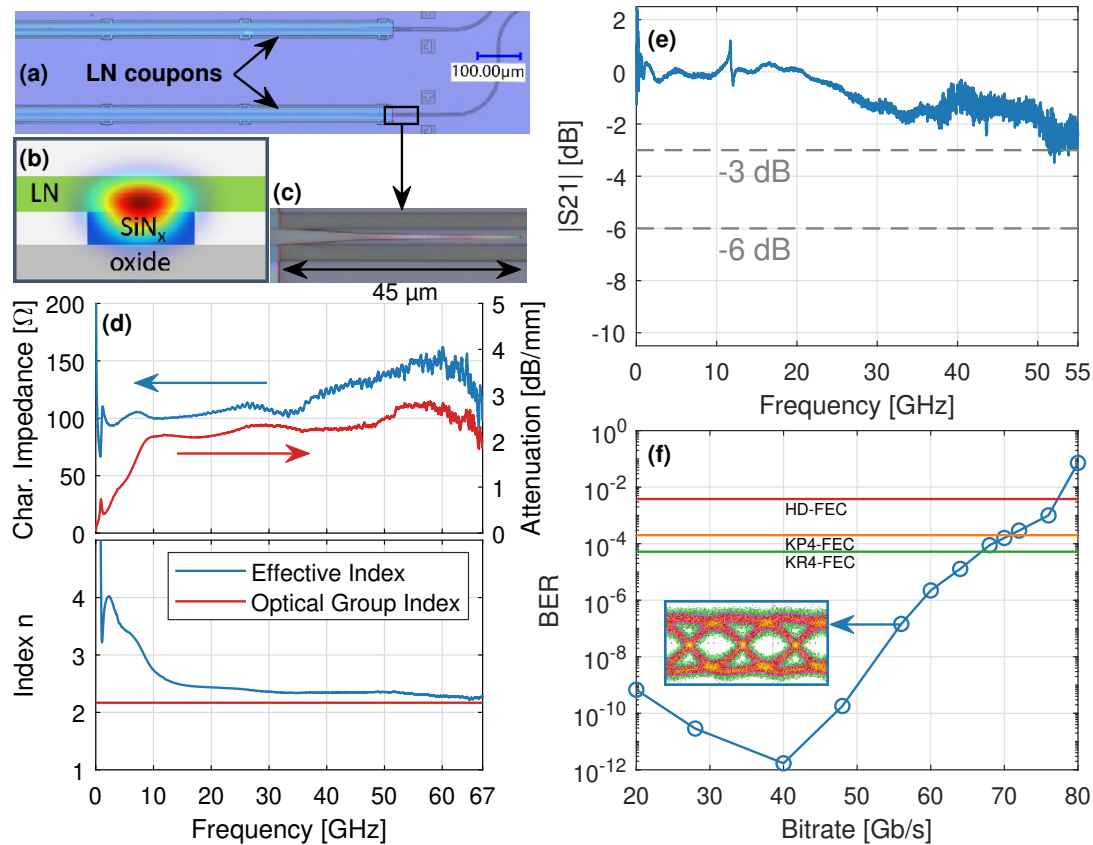 (a)
LN coupons
100.00µm
(b)
LN
SiNx
oxide
(c)
45 µm
(d)
Char. Impedance [Ω]
200
150
100
50
0
5
4
3
2
1
0
Attenuation [dB/mm]
Index n
4
3
2
1
Effective Index
Optical Group Index
0 10 20 30 40 50 60 67
Frequency [GHz]
(e)
|S21| [dB]
2
0
-2
-4
-6
-8
-10
-3 dB
-6 dB
0 10 20 30 40 50 55
Frequency [GHz]
(f)
BER
10^0
10^-2
10^-4
10^-6
10^-8
10^-10
10^-12
HD-FEC
KP4-FEC
KR4-FEC
20 30 40 50 60 70 80
Bitrate [Gb/s]